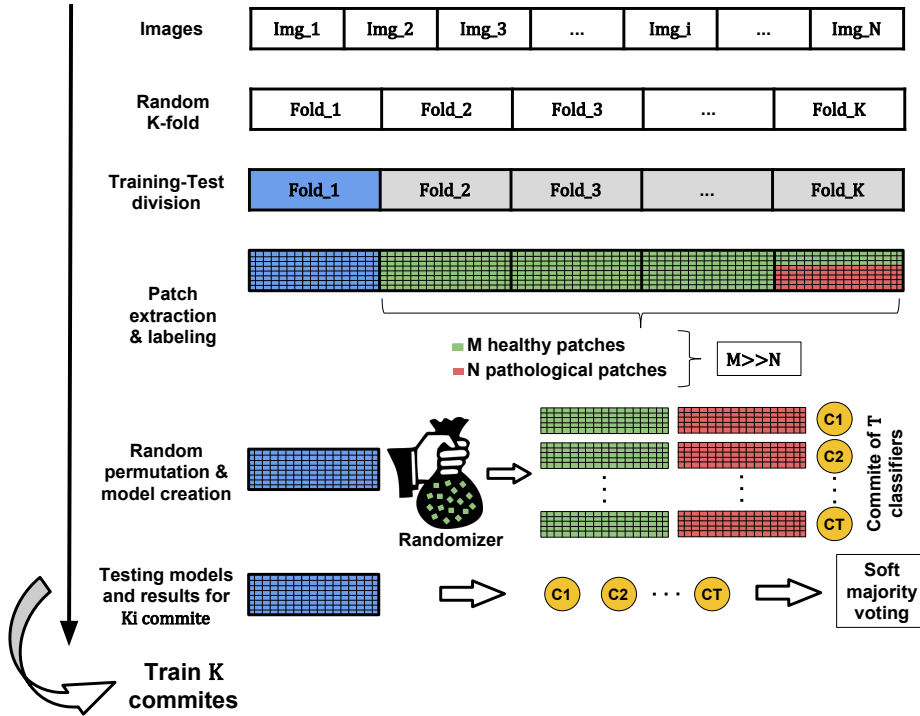 Images
Img_1 Img_2 Img_3 ... Img_i ... Img_N
Random
K-fold
Fold_1 Fold_2 Fold_3 ... Fold_K
Training-Test
division
Fold_1 Fold_2 Fold_3 ... Fold_K
Patch
extraction
& labeling
M healthy patches
N pathological patches
M>>N
Random
permutation &
model creation
Randomizer
C1
C2
CT
Commite of T
classifiers
Testing models
and results for
Ki commite
C1 C2 ... CT
Soft
majority
voting
Train K
commites